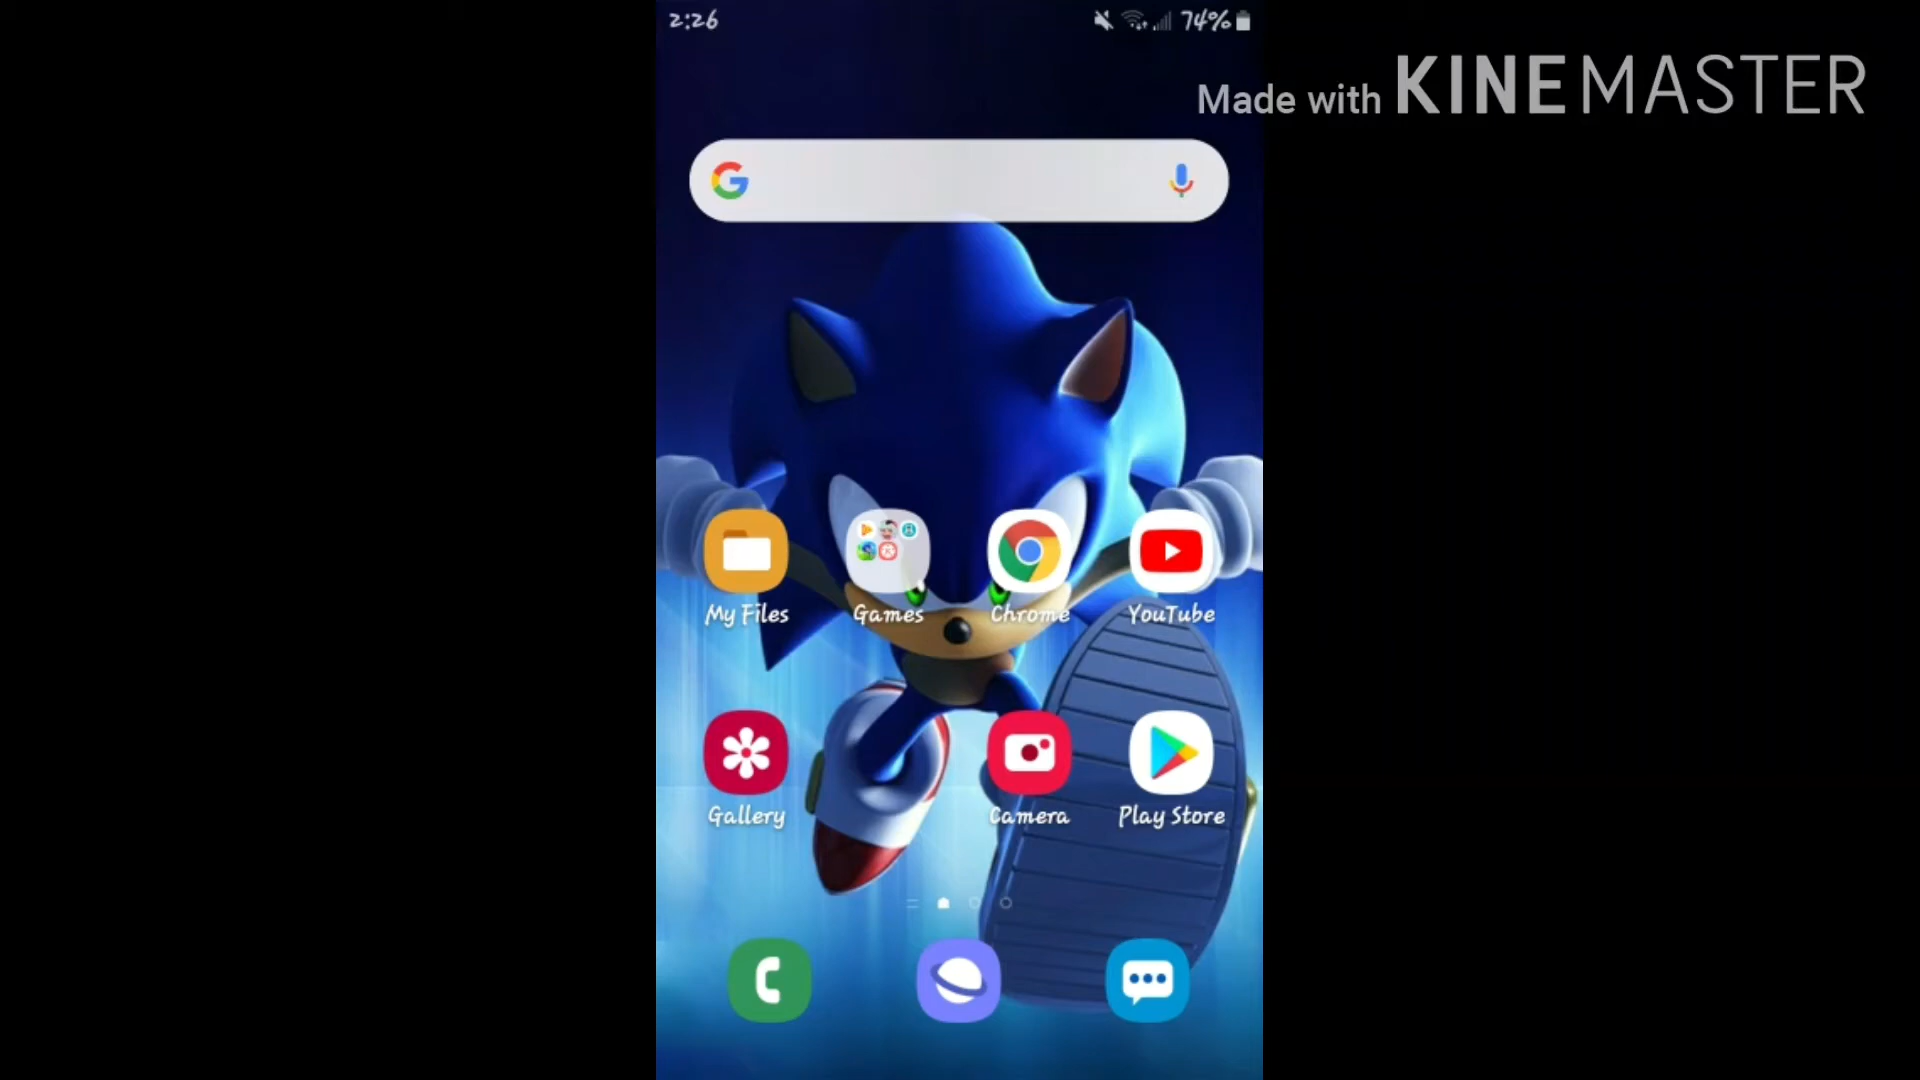 2:26
74%
Made with KINEMASTER
G
My Files
Games
Chrome
YouTube
Gallery
Camera
Play Store